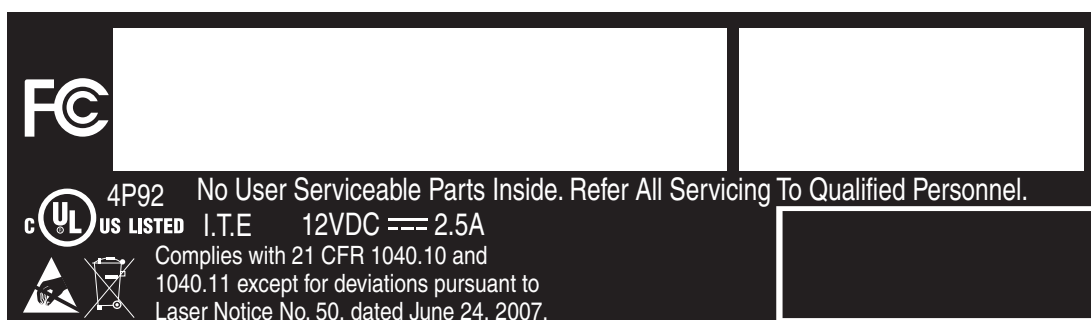 FC
4P92 No User Serviceable Parts Inside. Refer All Servicing To Qualified Personnel.
C UL US LISTED I.T.E 12VDC 2.5A
Complies with 21 CFR 1040.10 and
1040.11 except for deviations pursuant to
Laser Notice No. 50, dated June 24, 2007.